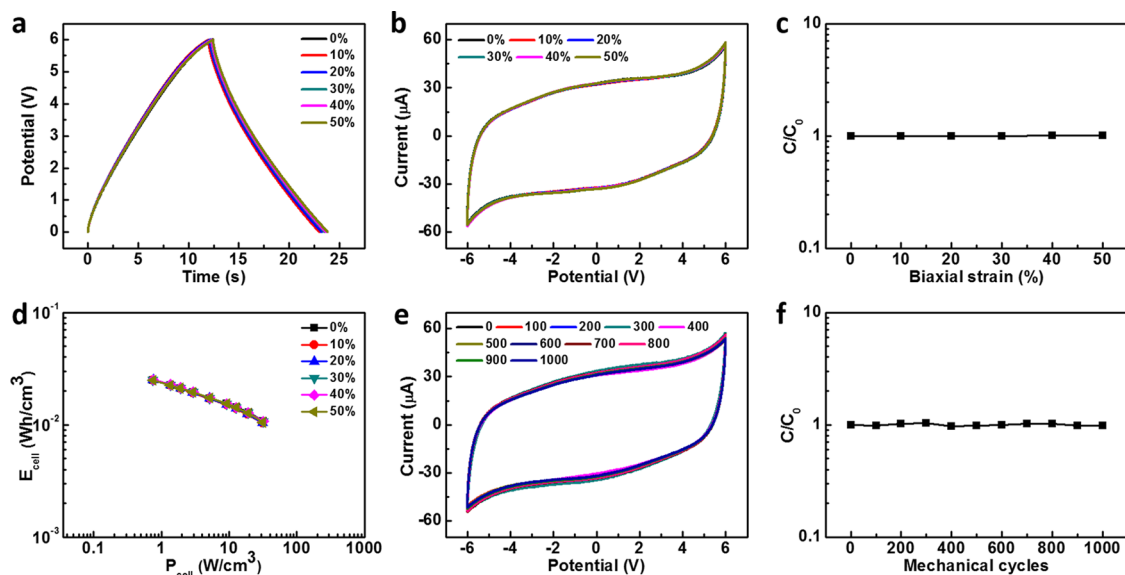 a
6
5
4
3
2
1
0
Potential (V)
0 5 10 15 20 25
Time (s)
0%
10%
20%
30%
40%
50%
b
60
30
0
-30
-60
Current (μA)
-6 -4 -2 0 2 4 6
Potential (V)
0% 10% 20%
30% 40% 50%
c
10
1
0.1
C/C0
0 10 20 30 40 50
Biaxial strain (%)
d
10-1
10-2
10-3
Ecell (Wh/cm3)
0.1 1 10 100 1000
Pcell (W/cm3)
0%
10%
20%
30%
40%
50%
e
60
30
0
-30
-60
Current (μA)
-6 -4 -2 0 2 4 6
Potential (V)
0 100 200 300 400
500 600 700 800
900 1000
f
10
1
0.1
C/C0
0 200 400 600 800 1000
Mechanical cycles